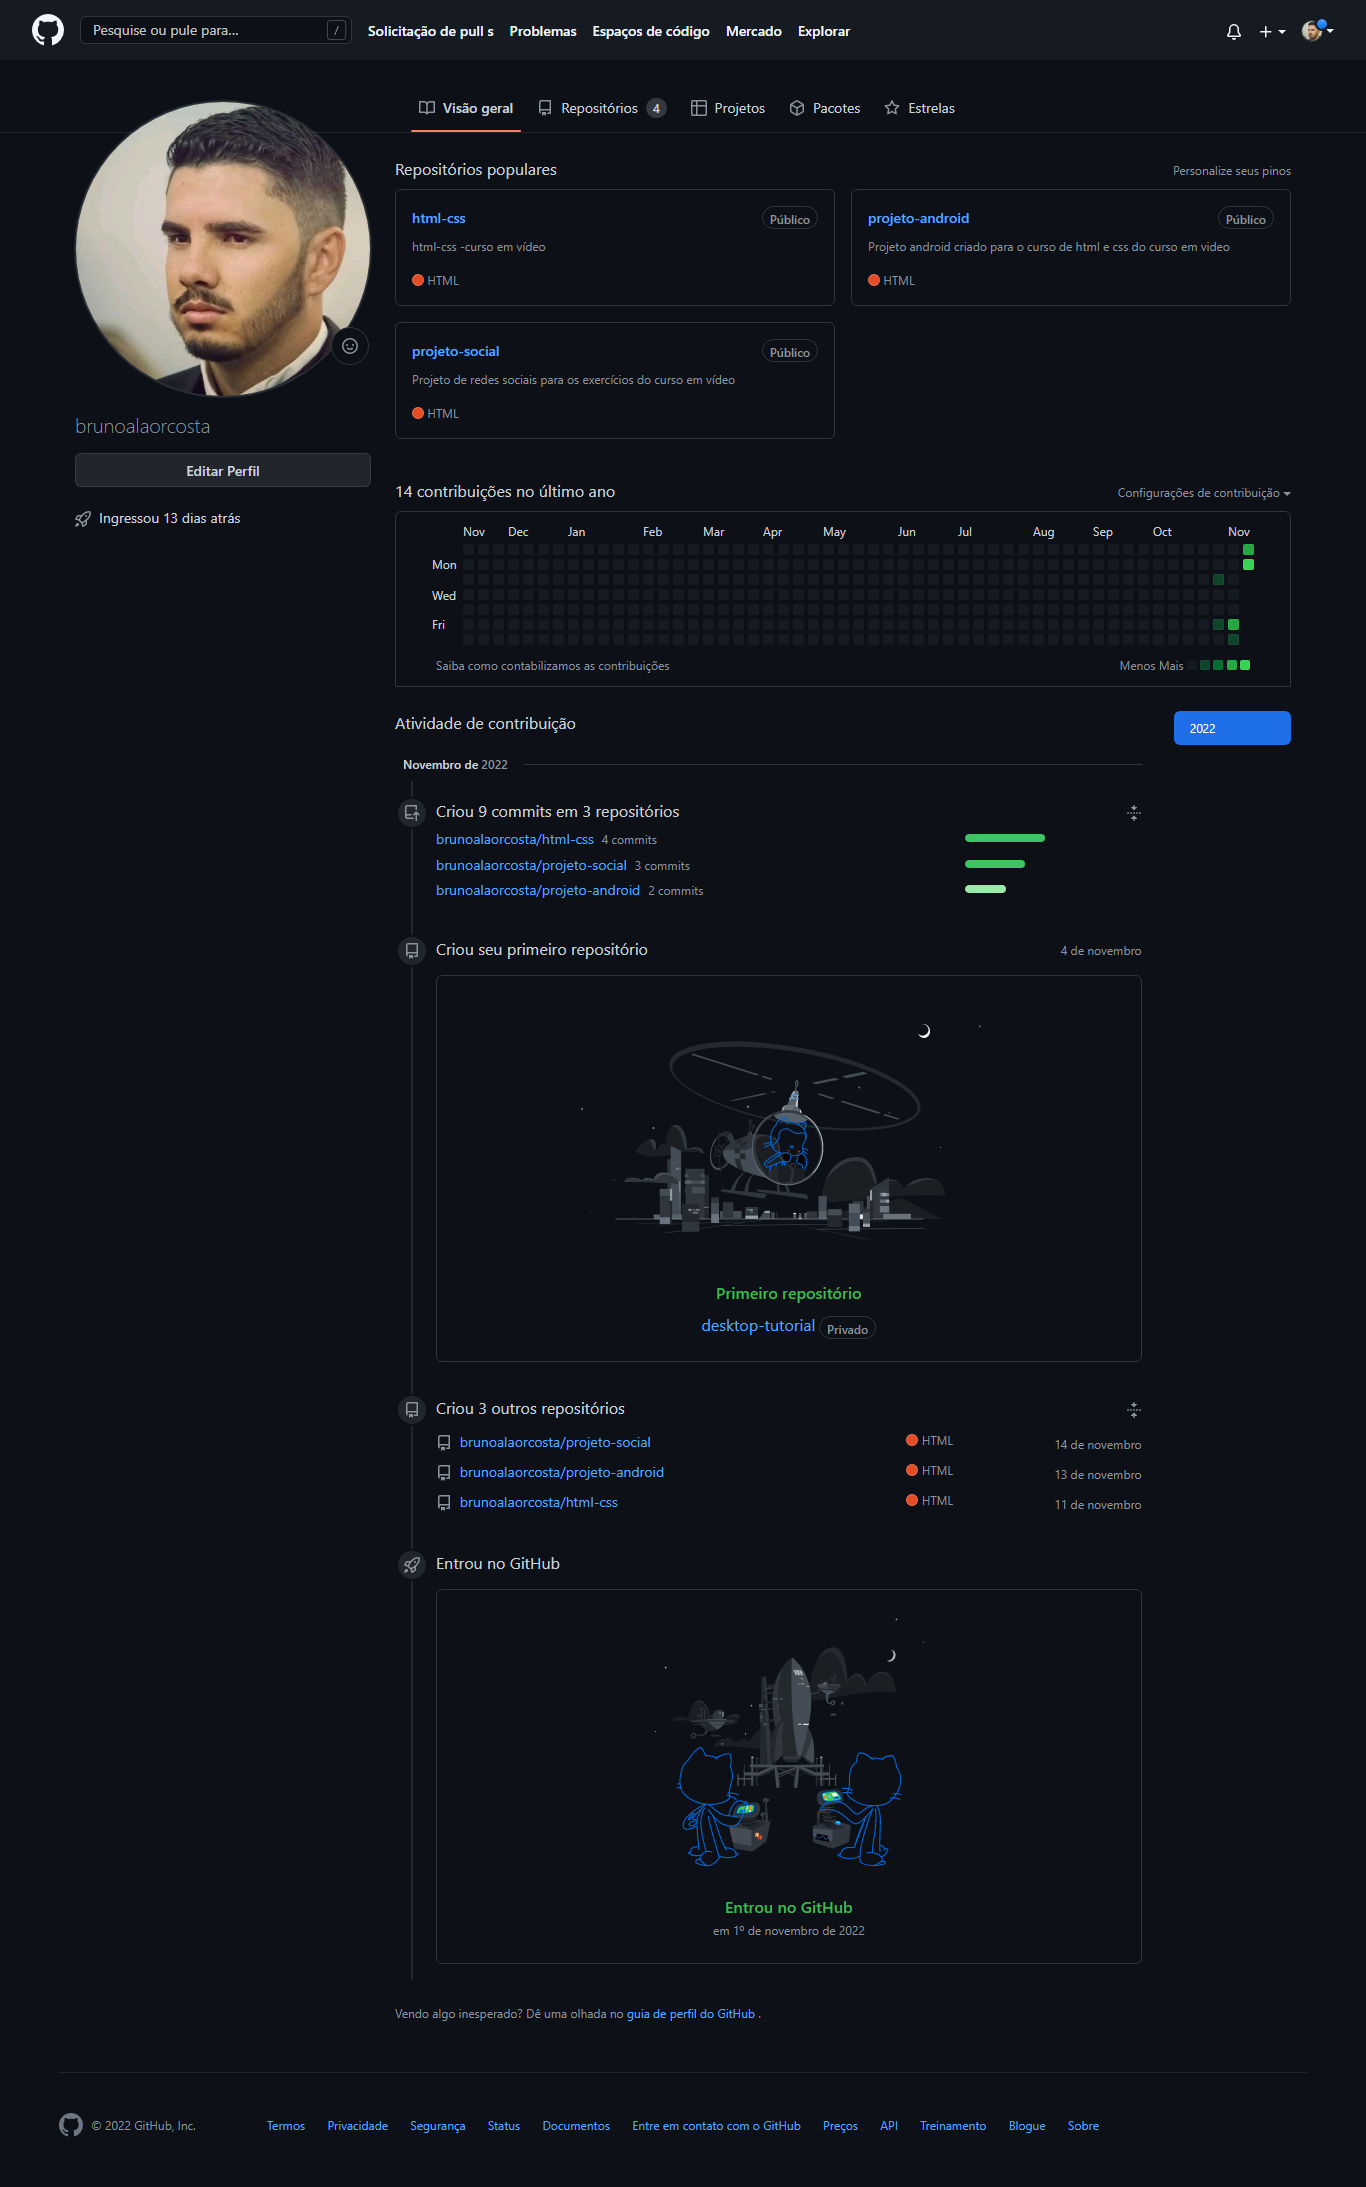 Pesquise ou pule para... /
Solicitação de pull s Problemas Espaços de código Mercado Explorar
Visão geral Repositórios 4 Projetos Pacotes Estrelas
brunoalaorcosta
Editar Perfil
Ingressou 13 dias atrás
Repositórios populares Personalize seus pinos
html-css Público
html-css -curso em vídeo
HTML
projeto-android Público
Projeto android criado para o curso de html e css do curso em video
HTML
projeto-social Público
Projeto de redes sociais para os exercícios do curso em vídeo
HTML
14 contribuições no último ano Configurações de contribuição
Nov Dec Jan Feb Mar Apr May Jun Jul Aug Sep Oct Nov
Mon
Wed
Fri
Saiba como contabilizamos as contribuições Menos Mais
Atividade de contribuição 2022
Novembro de 2022
Criou 9 commits em 3 repositórios
brunoalaorcosta/html-css 4 commits
brunoalaorcosta/projeto-social 3 commits
brunoalaorcosta/projeto-android 2 commits
Criou seu primeiro repositório 4 de novembro
Primeiro repositório
desktop-tutorial Privado
Criou 3 outros repositórios
brunoalaorcosta/projeto-social HTML 14 de novembro
brunoalaorcosta/projeto-android HTML 13 de novembro
brunoalaorcosta/html-css HTML 11 de novembro
Entrou no GitHub
Entrou no GitHub
em 1º de novembro de 2022
Vendo algo inesperado? Dê uma olhada no guia de perfil do GitHub .
© 2022 GitHub, Inc. Termos Privacidade Segurança Status Documentos Entre em contato com o GitHub Preços API Treinamento Blogue Sobre